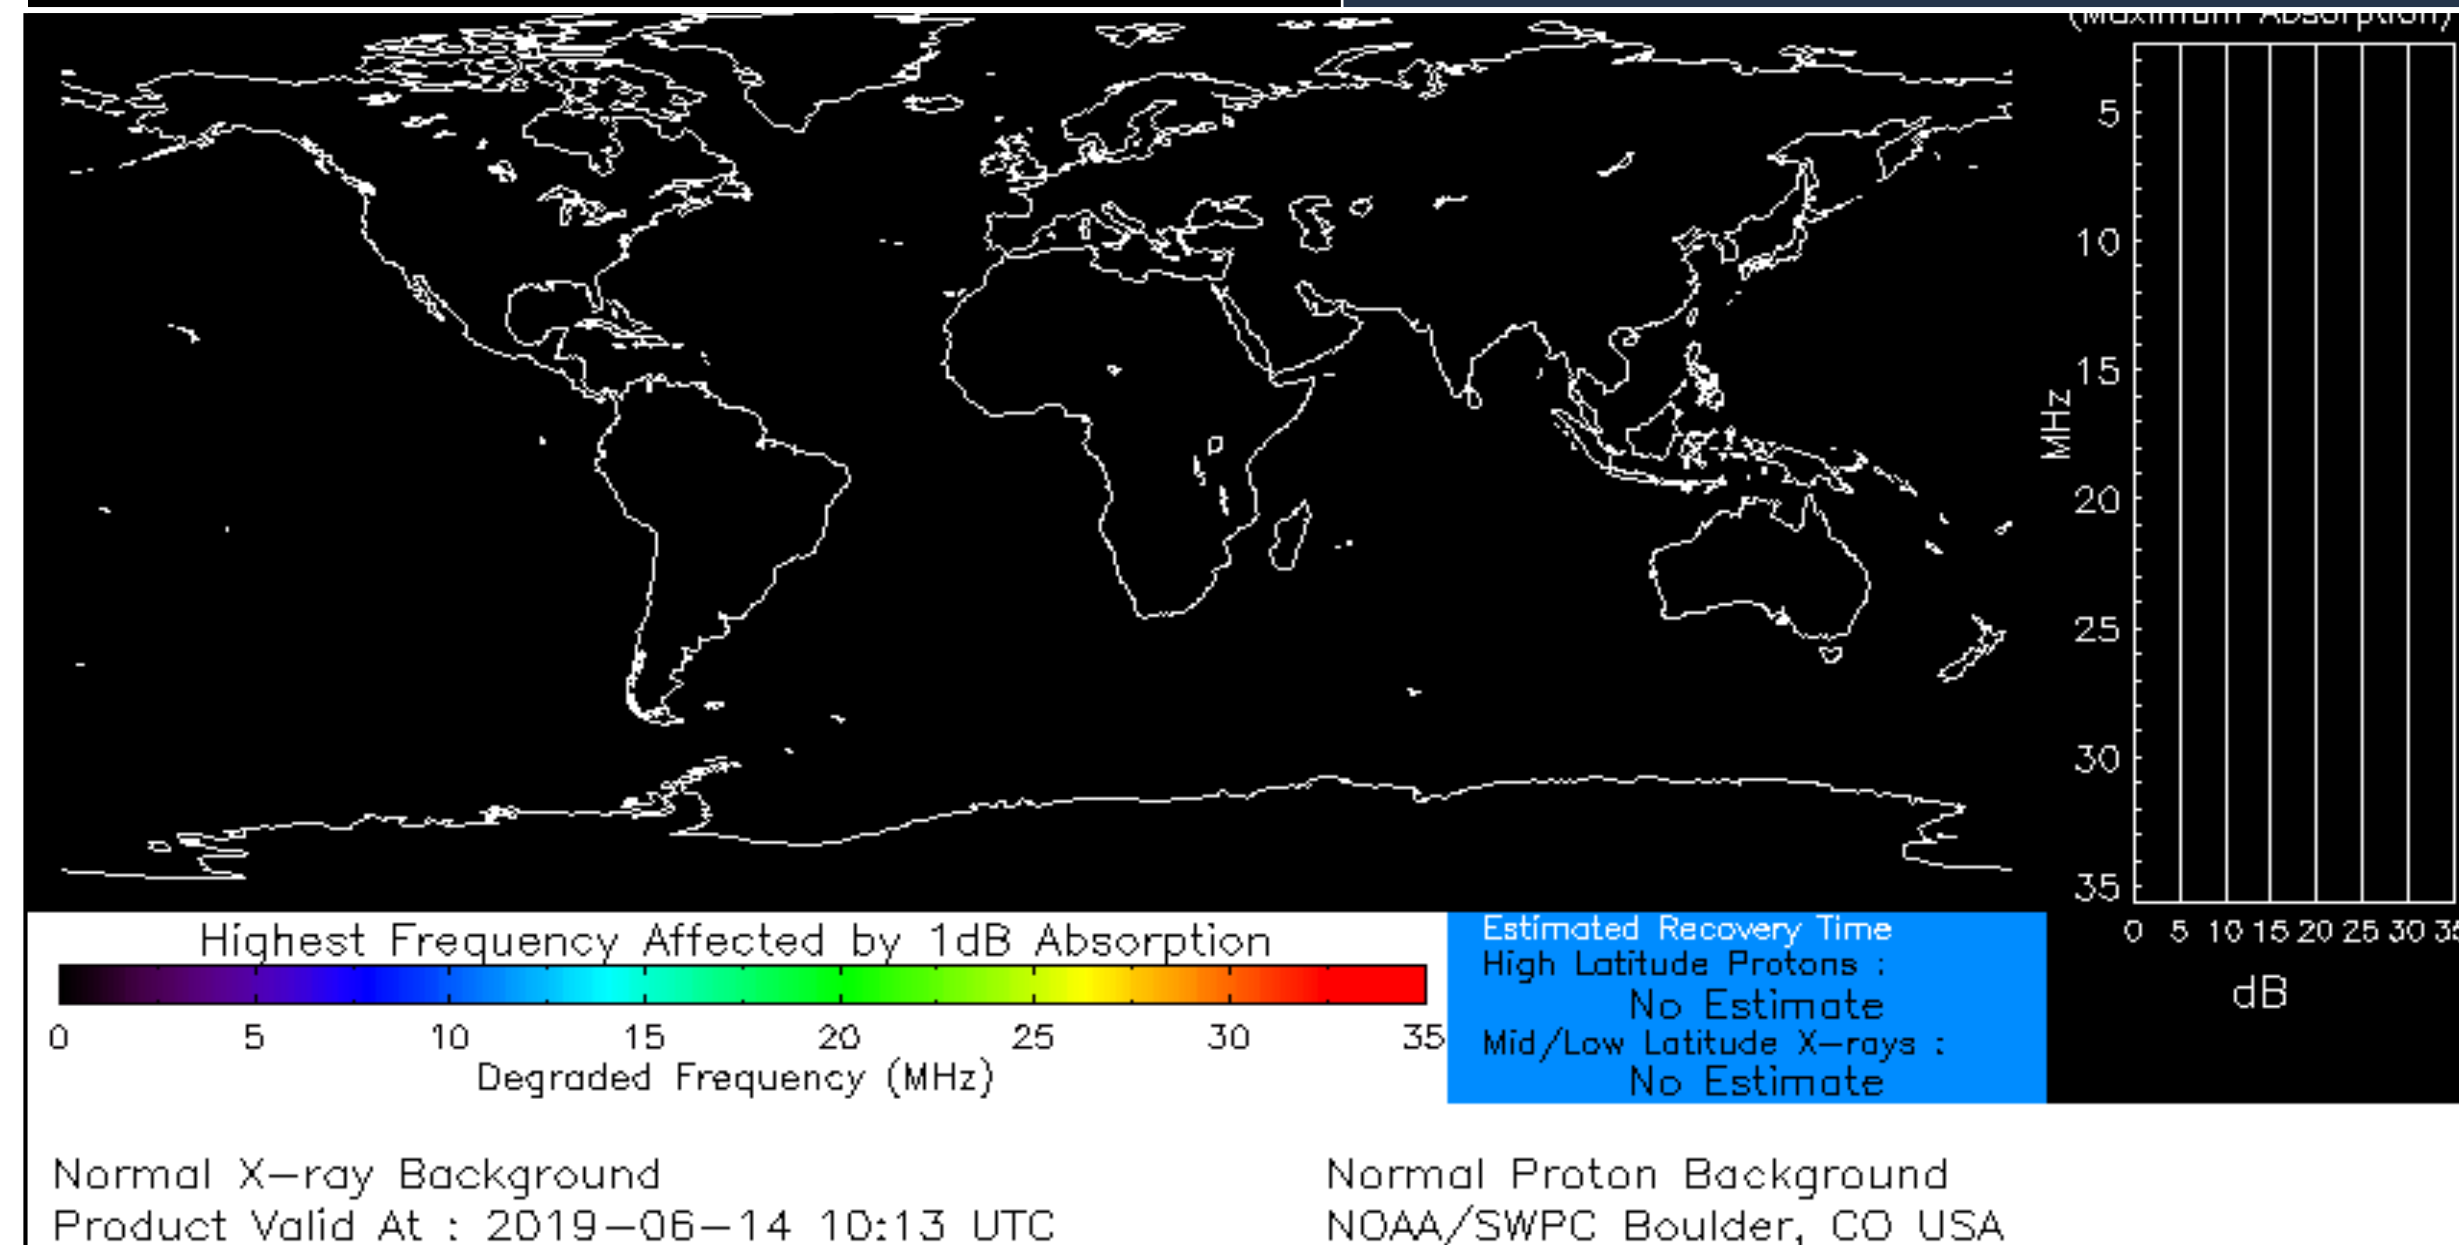 (Maximum Absorption)
5
10
15
20
25
30
35
MHz
0 5 10 15 20 25 30 35
dB
Highest Frequency Affected by 1dB Absorption
0 5 10 15 20 25 30 35
Degraded Frequency (MHz)
Estimated Recovery Time
High Latitude Protons :
No Estimate
Mid/Low Latitude X-rays :
No Estimate
Normal X-ray Background
Normal Proton Background
Product Valid At : 2019-06-14 10:13 UTC
NOAA/SWPC Boulder, CO USA